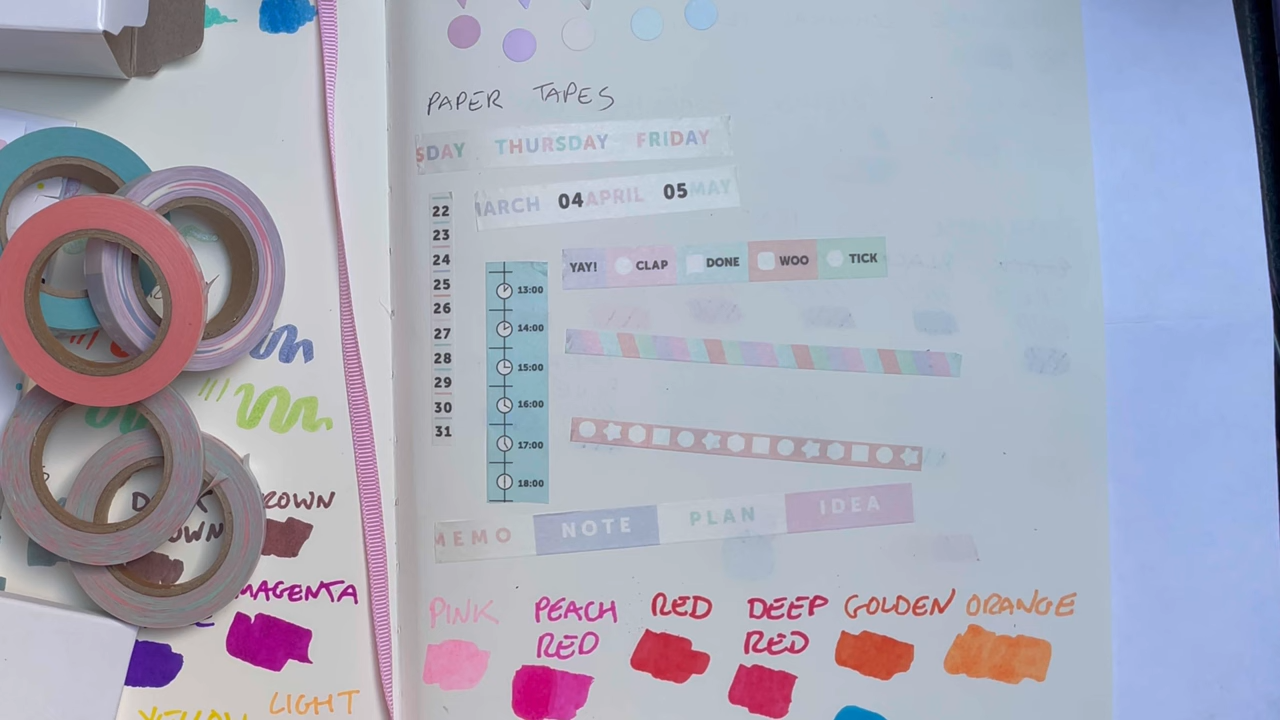 PAPER TAPES
SDAY THURSDAY FRIDAY
MARCH 04 APRIL 05 MAY
22
23
24
25
26
27
28
29
30
31
13:00
14:00
15:00
16:00
17:00
18:00
YAY! CLAP DONE WOO TICK
MEMO NOTE PLAN IDEA
PINK PEACH RED RED DEEP RED GOLDEN ORANGE
MAGENTA
LIGHT
YELLOW